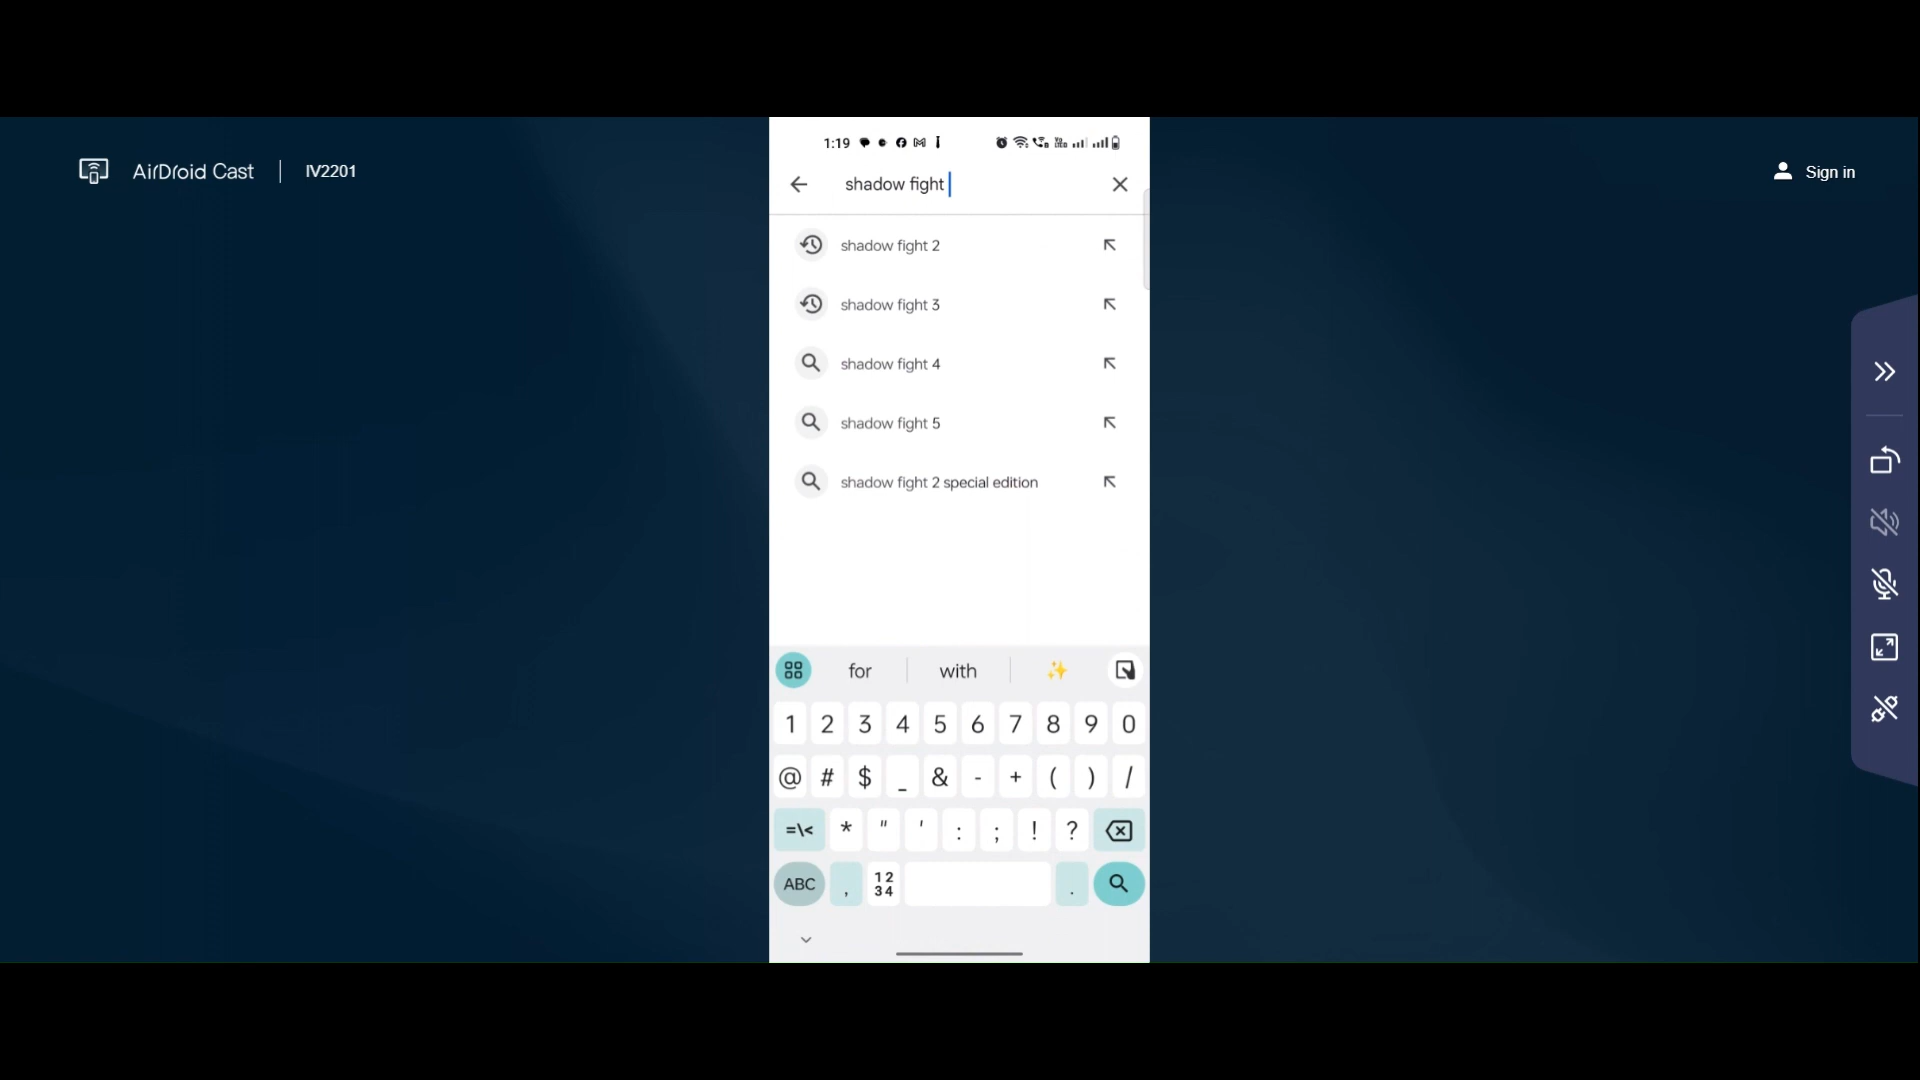 1:19
AirDroid Cast | IV2201
Sign in
shadow fight
shadow fight 2
shadow fight 3
shadow fight 4
shadow fight 5
shadow fight 2 special edition
for with
1 2 3 4 5 6 7 8 9 0
@ # $ _ & - + ( ) /
=\< * " ' : ; ! ?
ABC , 12 .
34